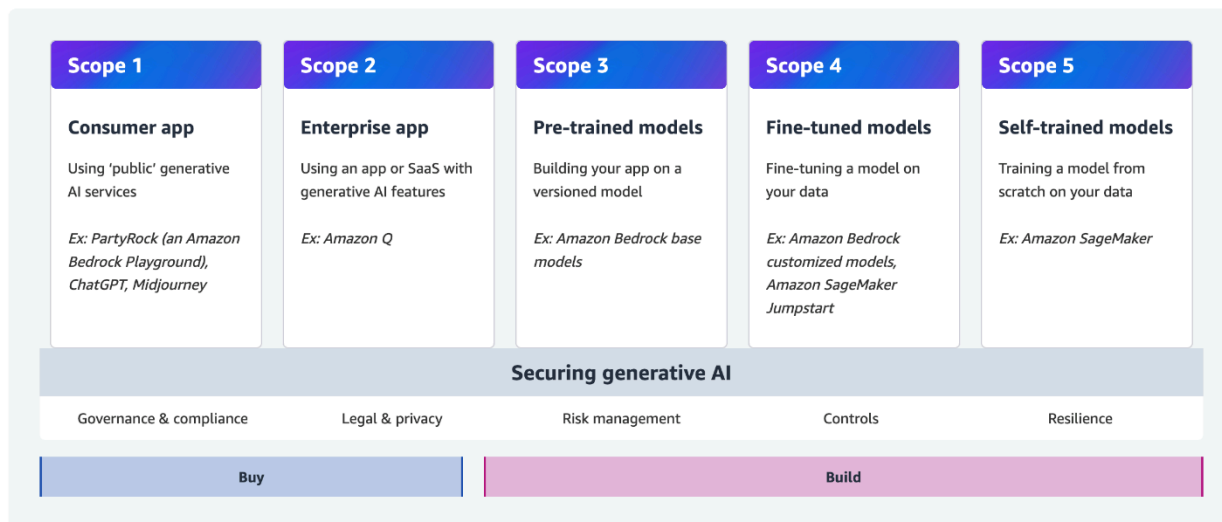 Scope 1
Consumer app
Using ‘public’ generative
AI services
Ex: PartyRock (an Amazon
Bedrock Playground),
ChatGPT, Midjourney
Scope 2
Enterprise app
Using an app or SaaS with
generative AI features
Ex: Amazon Q
Scope 3
Pre-trained models
Building your app on a
versioned model
Ex: Amazon Bedrock base
models
Scope 4
Fine-tuned models
Fine-tuning a model on
your data
Ex: Amazon Bedrock
customized models,
Amazon SageMaker
Jumpstart
Scope 5
Self-trained models
Training a model from
scratch on your data
Ex: Amazon SageMaker
Securing generative AI
Governance & compliance
Legal & privacy
Risk management
Controls
Resilience
Buy
Build